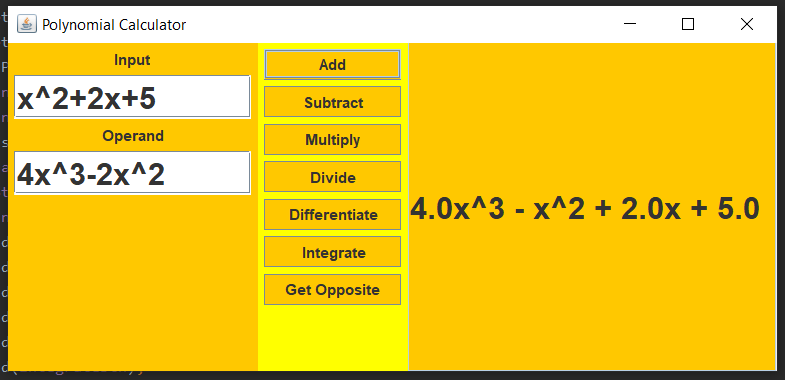 Polynomial Calculator
Input
x^2+2x+5
Operand
4x^3-2x^2
Add
Subtract
Multiply
Divide
Differentiate
Integrate
Get Opposite
4.0x^3 - x^2 + 2.0x + 5.0